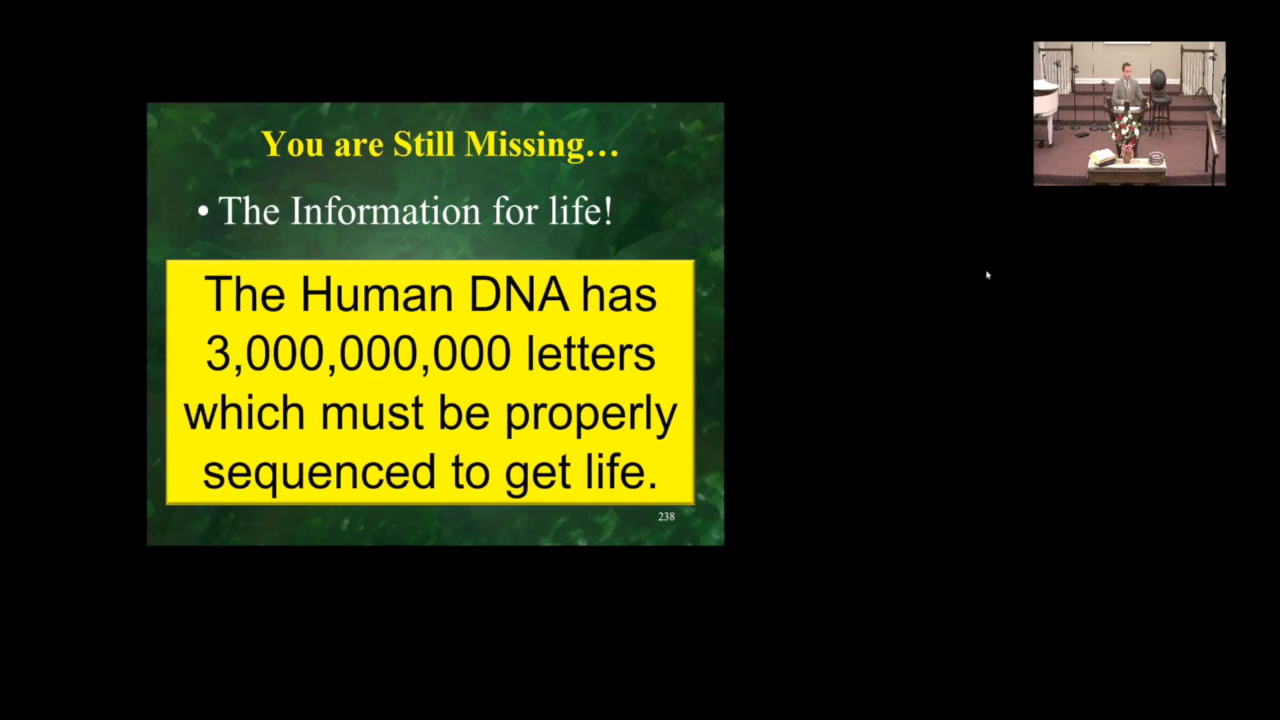 You are Still Missing…
• The Information for life!
The Human DNA has
3,000,000,000 letters
which must be properly
sequenced to get life.
238